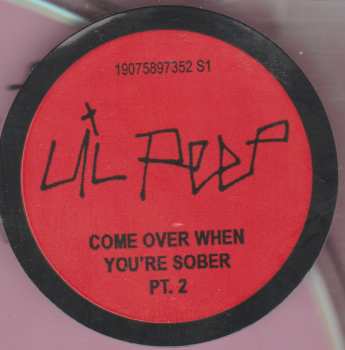 19075897352 S1
LiL PEEP
COME OVER WHEN
YOU'RE SOBER
PT. 2